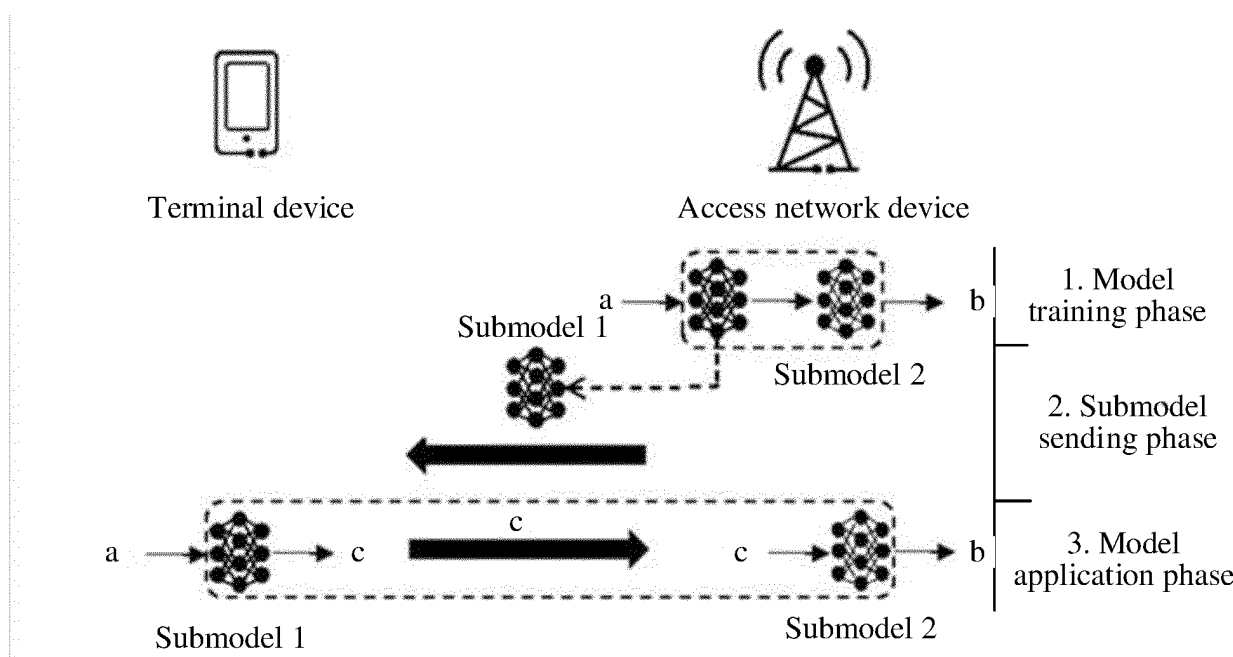 Terminal device
Access network device
a
b
1. Model
training phase
Submodel 1
Submodel 2
2. Submodel
sending phase
c
a
c
c
b
3. Model
application phase
Submodel 1
Submodel 2